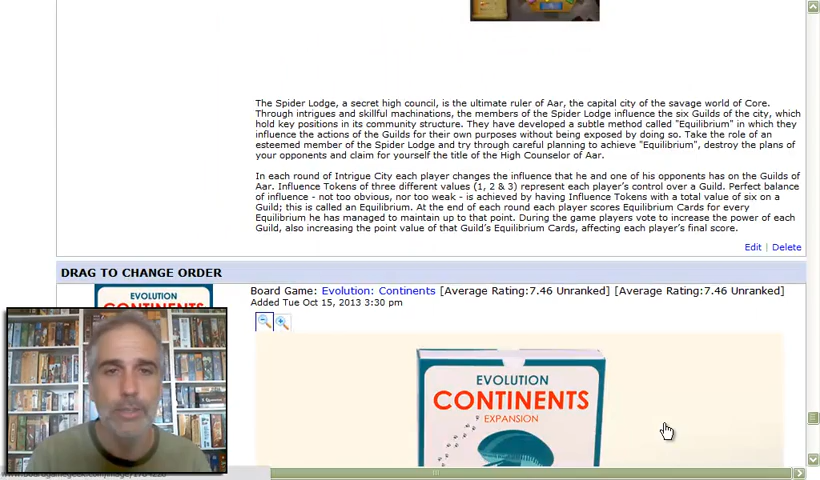 The Spider Lodge, a secret high council, is the ultimate ruler of Aar, the capital city of the savage world of Core.
Through intrigues and skillful machinations, the members of the Spider Lodge influence the six Guilds of the city, which
hold key positions in its community structure. They have developed a subtle method called "Equilibrium" in which they
influence the actions of the Guilds for their own purposes without being exposed by doing so. Take the role of an
esteemed member of the Spider Lodge and try through careful planning to achieve "Equilibrium", destroy the plans of
your opponents and claim for yourself the title of the High Counselor of Aar.
In each round of Intrigue City each player changes the influence that he and one of his opponents has on the Guilds of
Aar. Influence Tokens of three different values (1, 2 & 3) represent each player's control over a Guild. Perfect balance
of influence - not too obvious, nor too weak - is achieved by having Influence Tokens with a total value of six on a
Guild; this is called an Equilibrium. At the end of each round each player scores Equilibrium Cards for every
Equilibrium he has managed to maintain up to that point. During the game players vote to increase the power of each
Guild, also increasing the point value of that Guild's Equilibrium Cards, affecting each player's final score.
Edit | Delete
DRAG TO CHANGE ORDER
EVOLUTION
Board Game: Evolution: Continents [Average Rating:7.46 Unranked] [Average Rating:7.46 Unranked]
Added Tue Oct 15, 2013 3:30 pm
EVOLUTION
CONTINENTS
EXPANSION